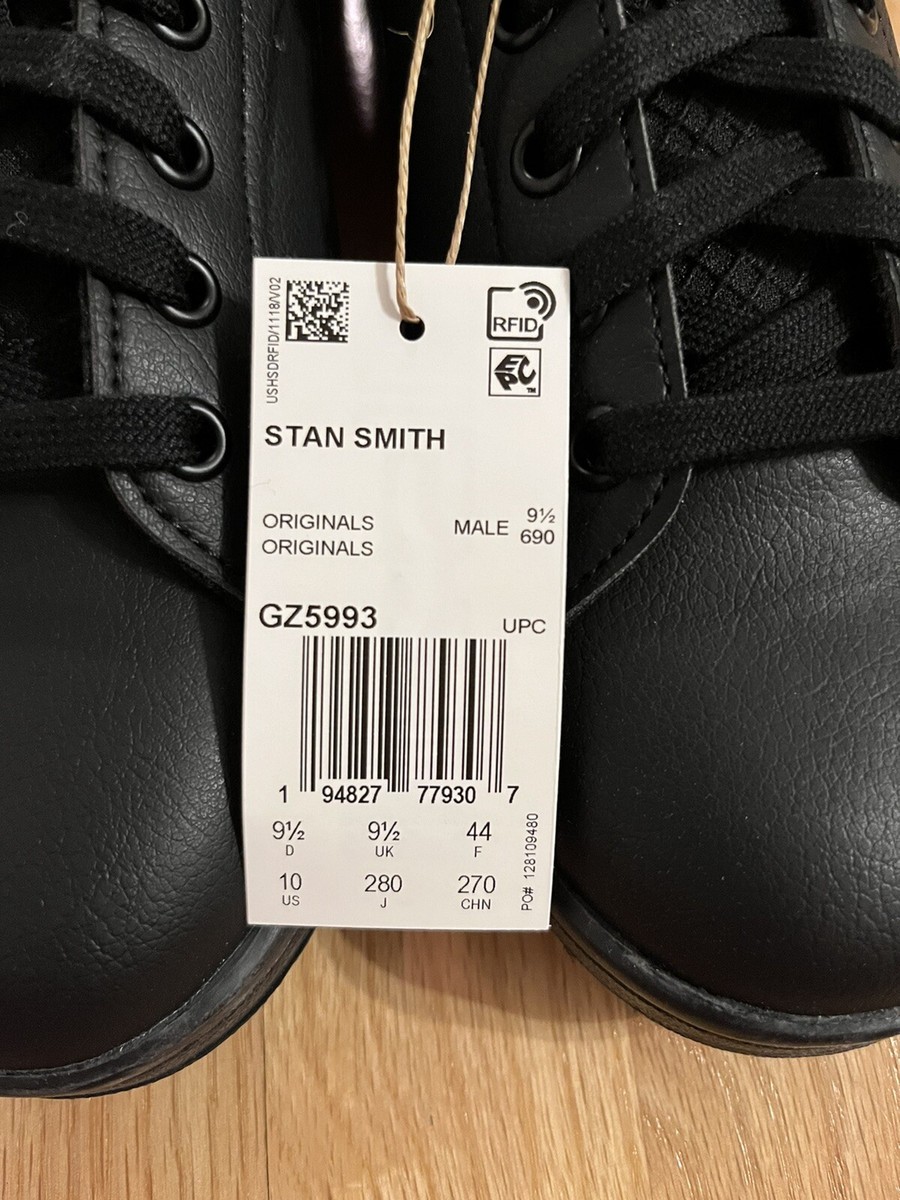 USHSDRFID/1118/V02
RFID
EPC
TM
STAN SMITH
ORIGINALS
ORIGINALS
MALE 9½
690
GZ5993
UPC
1 94827 77930 7
9½ 9½ 44
D UK F
10 280 270
US J CHN
PO# 128109480